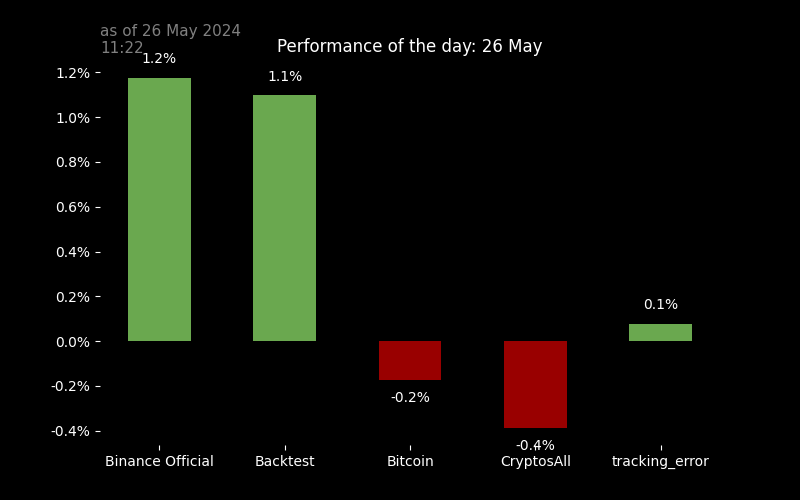 as of 26 May 2024
11:22
Performance of the day: 26 May
1.2%
1.1%
-0.2%
-0.4%
0.1%
1.2%
1.0%
0.8%
0.6%
0.4%
0.2%
0.0%
-0.2%
-0.4%
Binance Official
Backtest
Bitcoin
CryptosAll
tracking_error